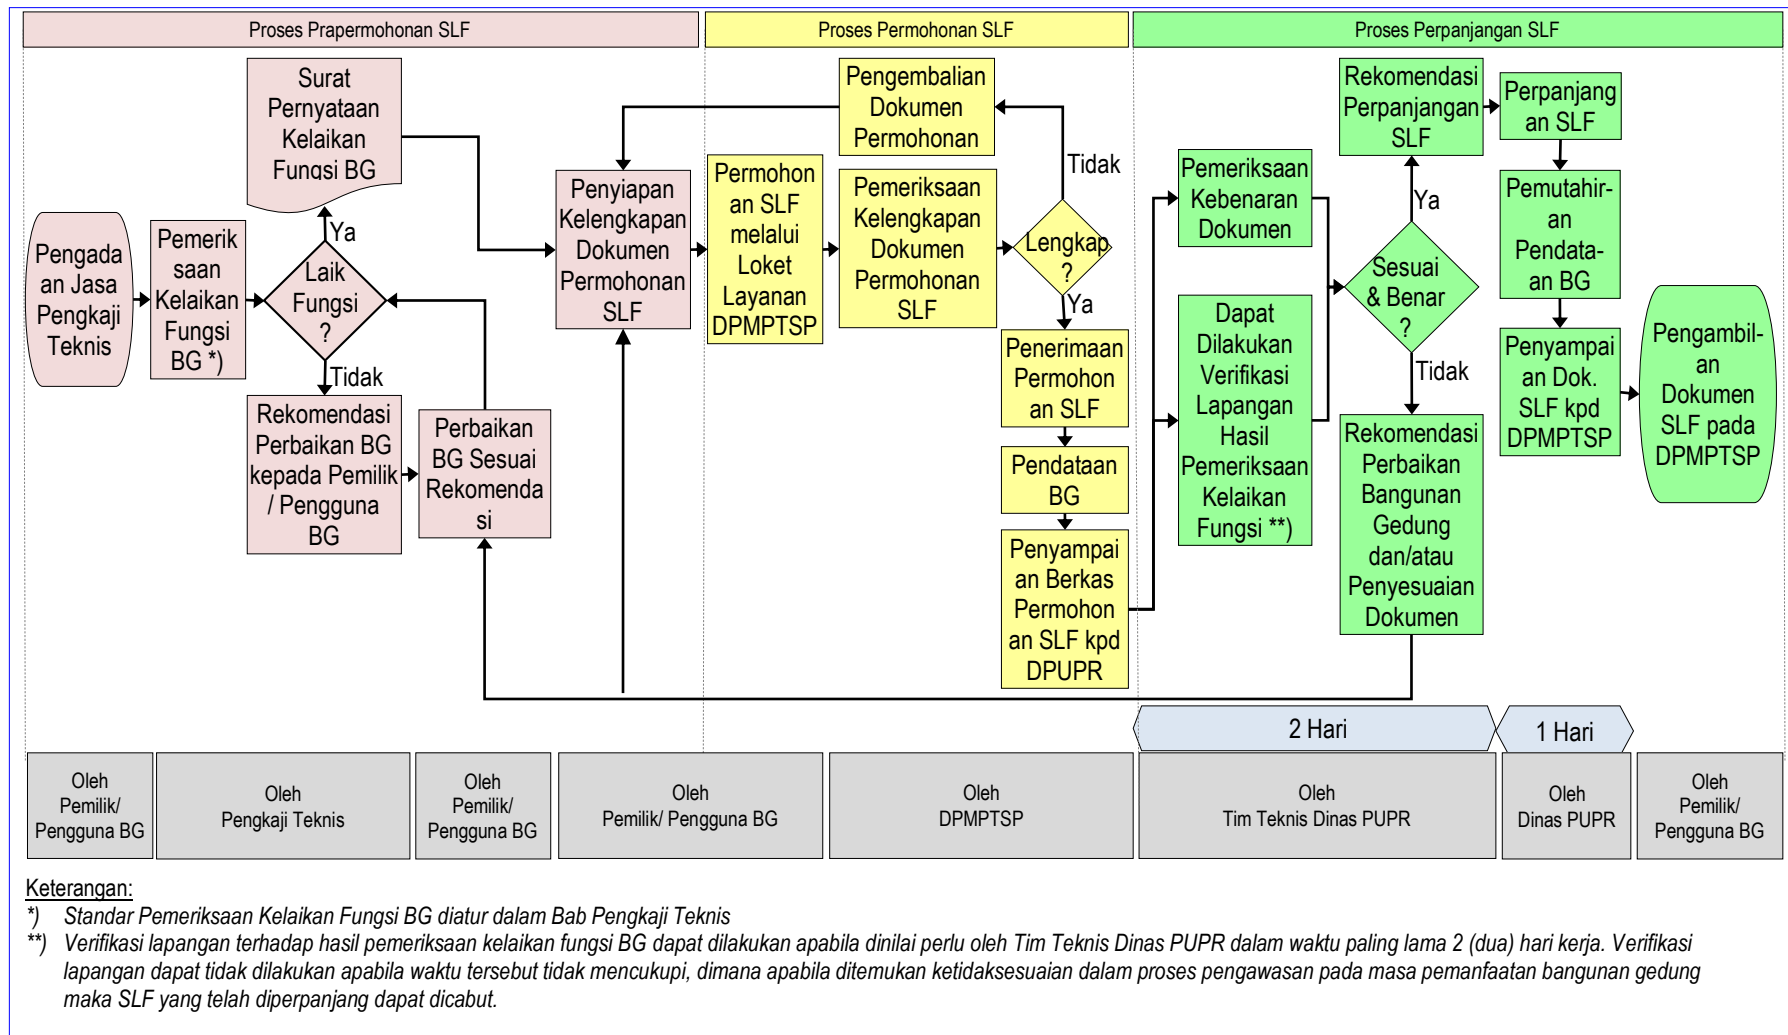 Proses Prapermohonan SLF
Proses Permohonan SLF
Proses Perpanjangan SLF
Surat
Pernyataan
Kelaikan
Fungsi BG
Pengada
an Jasa
Pengkaji
Teknis
Pemerik
saan
Kelaikan
Fungsi
BG *)
Ya
Laik
Fungsi
?
Tidak
Rekomendasi
Perbaikan BG
kepada Pemilik
/ Pengguna
BG
Perbaikan
BG Sesuai
Rekomenda
si
Penyiapan
Kelengkapan
Dokumen
Permohonan
SLF
Pengembalian
Dokumen
Permohonan
Permohon
an SLF
melalui
Loket
Layanan
DPMPTSP
Pemeriksaan
Kelengkapan
Dokumen
Permohonan
SLF
Tidak
Lengkap
?
Ya
Penerimaan
Permohon
an SLF
Pendataan
BG
Penyampai
an Berkas
Permohon
an SLF kpd
DPUPR
Pemeriksaan
Kebenaran
Dokumen
Dapat
Dilakukan
Verifikasi
Lapangan
Hasil
Pemeriksaan
Kelaikan
Fungsi **)
Rekomendasi
Perpanjangan
SLF
Ya
Sesuai
& Benar
?
Tidak
Rekomendasi
Perbaikan
Bangunan
Gedung
dan/atau
Penyesuaian
Dokumen
Perpanjang
an SLF
Pemutahir-
an
Pendata-
an BG
Penyampai
an Dok.
SLF kpd
DPMPTSP
Pengambil-
an
Dokumen
SLF pada
DPMPTSP
2 Hari
1 Hari
Oleh
Pemilik/
Pengguna BG
Oleh
Pengkaji Teknis
Oleh
Pemilik/
Pengguna BG
Oleh
Pemilik/ Pengguna BG
Oleh
DPMPTSP
Oleh
Tim Teknis Dinas PUPR
Oleh
Dinas PUPR
Oleh
Pemilik/
Pengguna BG
Keterangan:
*) Standar Pemeriksaan Kelaikan Fungsi BG diatur dalam Bab Pengkaji Teknis
**) Verifikasi lapangan terhadap hasil pemeriksaan kelaikan fungsi BG dapat dilakukan apabila dinilai perlu oleh Tim Teknis Dinas PUPR dalam waktu paling lama 2 (dua) hari kerja. Verifikasi
lapangan dapat tidak dilakukan apabila waktu tersebut tidak mencukupi, dimana apabila ditemukan ketidaksesuaian dalam proses pengawasan pada masa pemanfaatan bangunan gedung
maka SLF yang telah diperpanjang dapat dicabut.